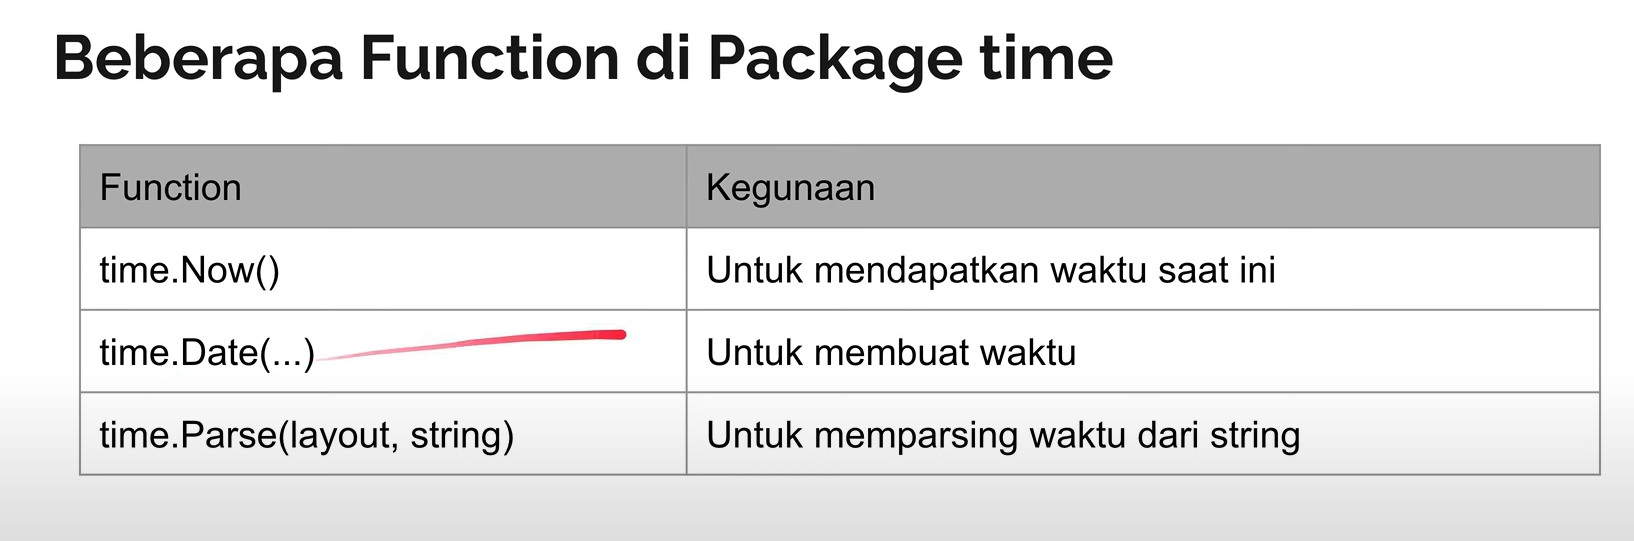 Beberapa Function di Package time
Function
Kegunaan
time.Now()
Untuk mendapatkan waktu saat ini
time.Date(...)
Untuk membuat waktu
time.Parse(layout, string)
Untuk memparsing waktu dari string